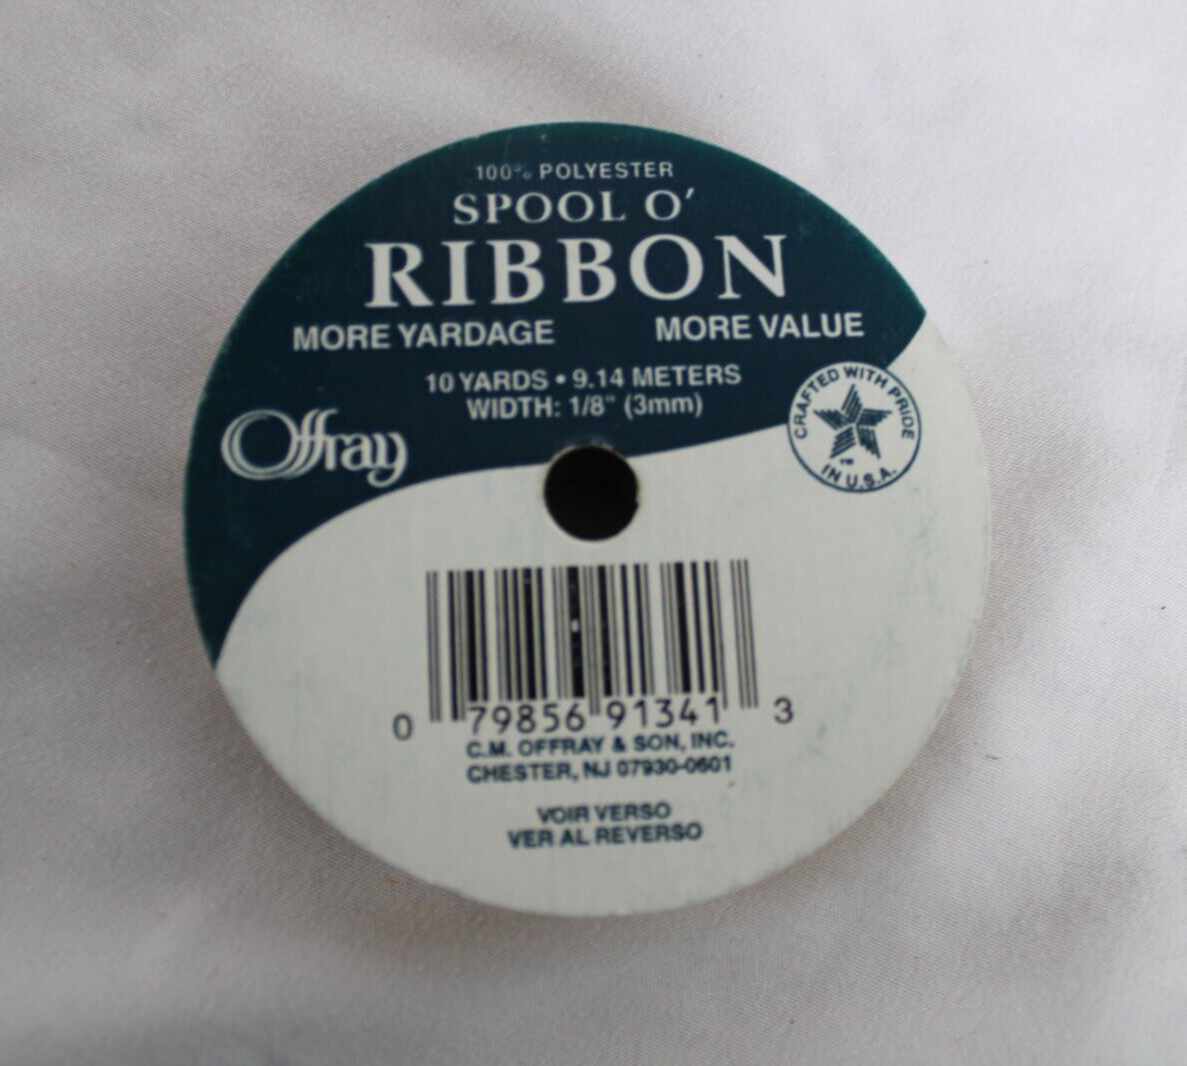 100% POLYESTER
SPOOL O'
RIBBON
MORE YARDAGE MORE VALUE
10 YARDS • 9.14 METERS
WIDTH: 1/8" (3mm)
Offray
CRAFTED WITH PRIDE
IN U.S.A.
TM
0 79856 91341 3
C.M. OFFRAY & SON, INC.
CHESTER, NJ 07930-0601
VOIR VERSO
VER AL REVERSO